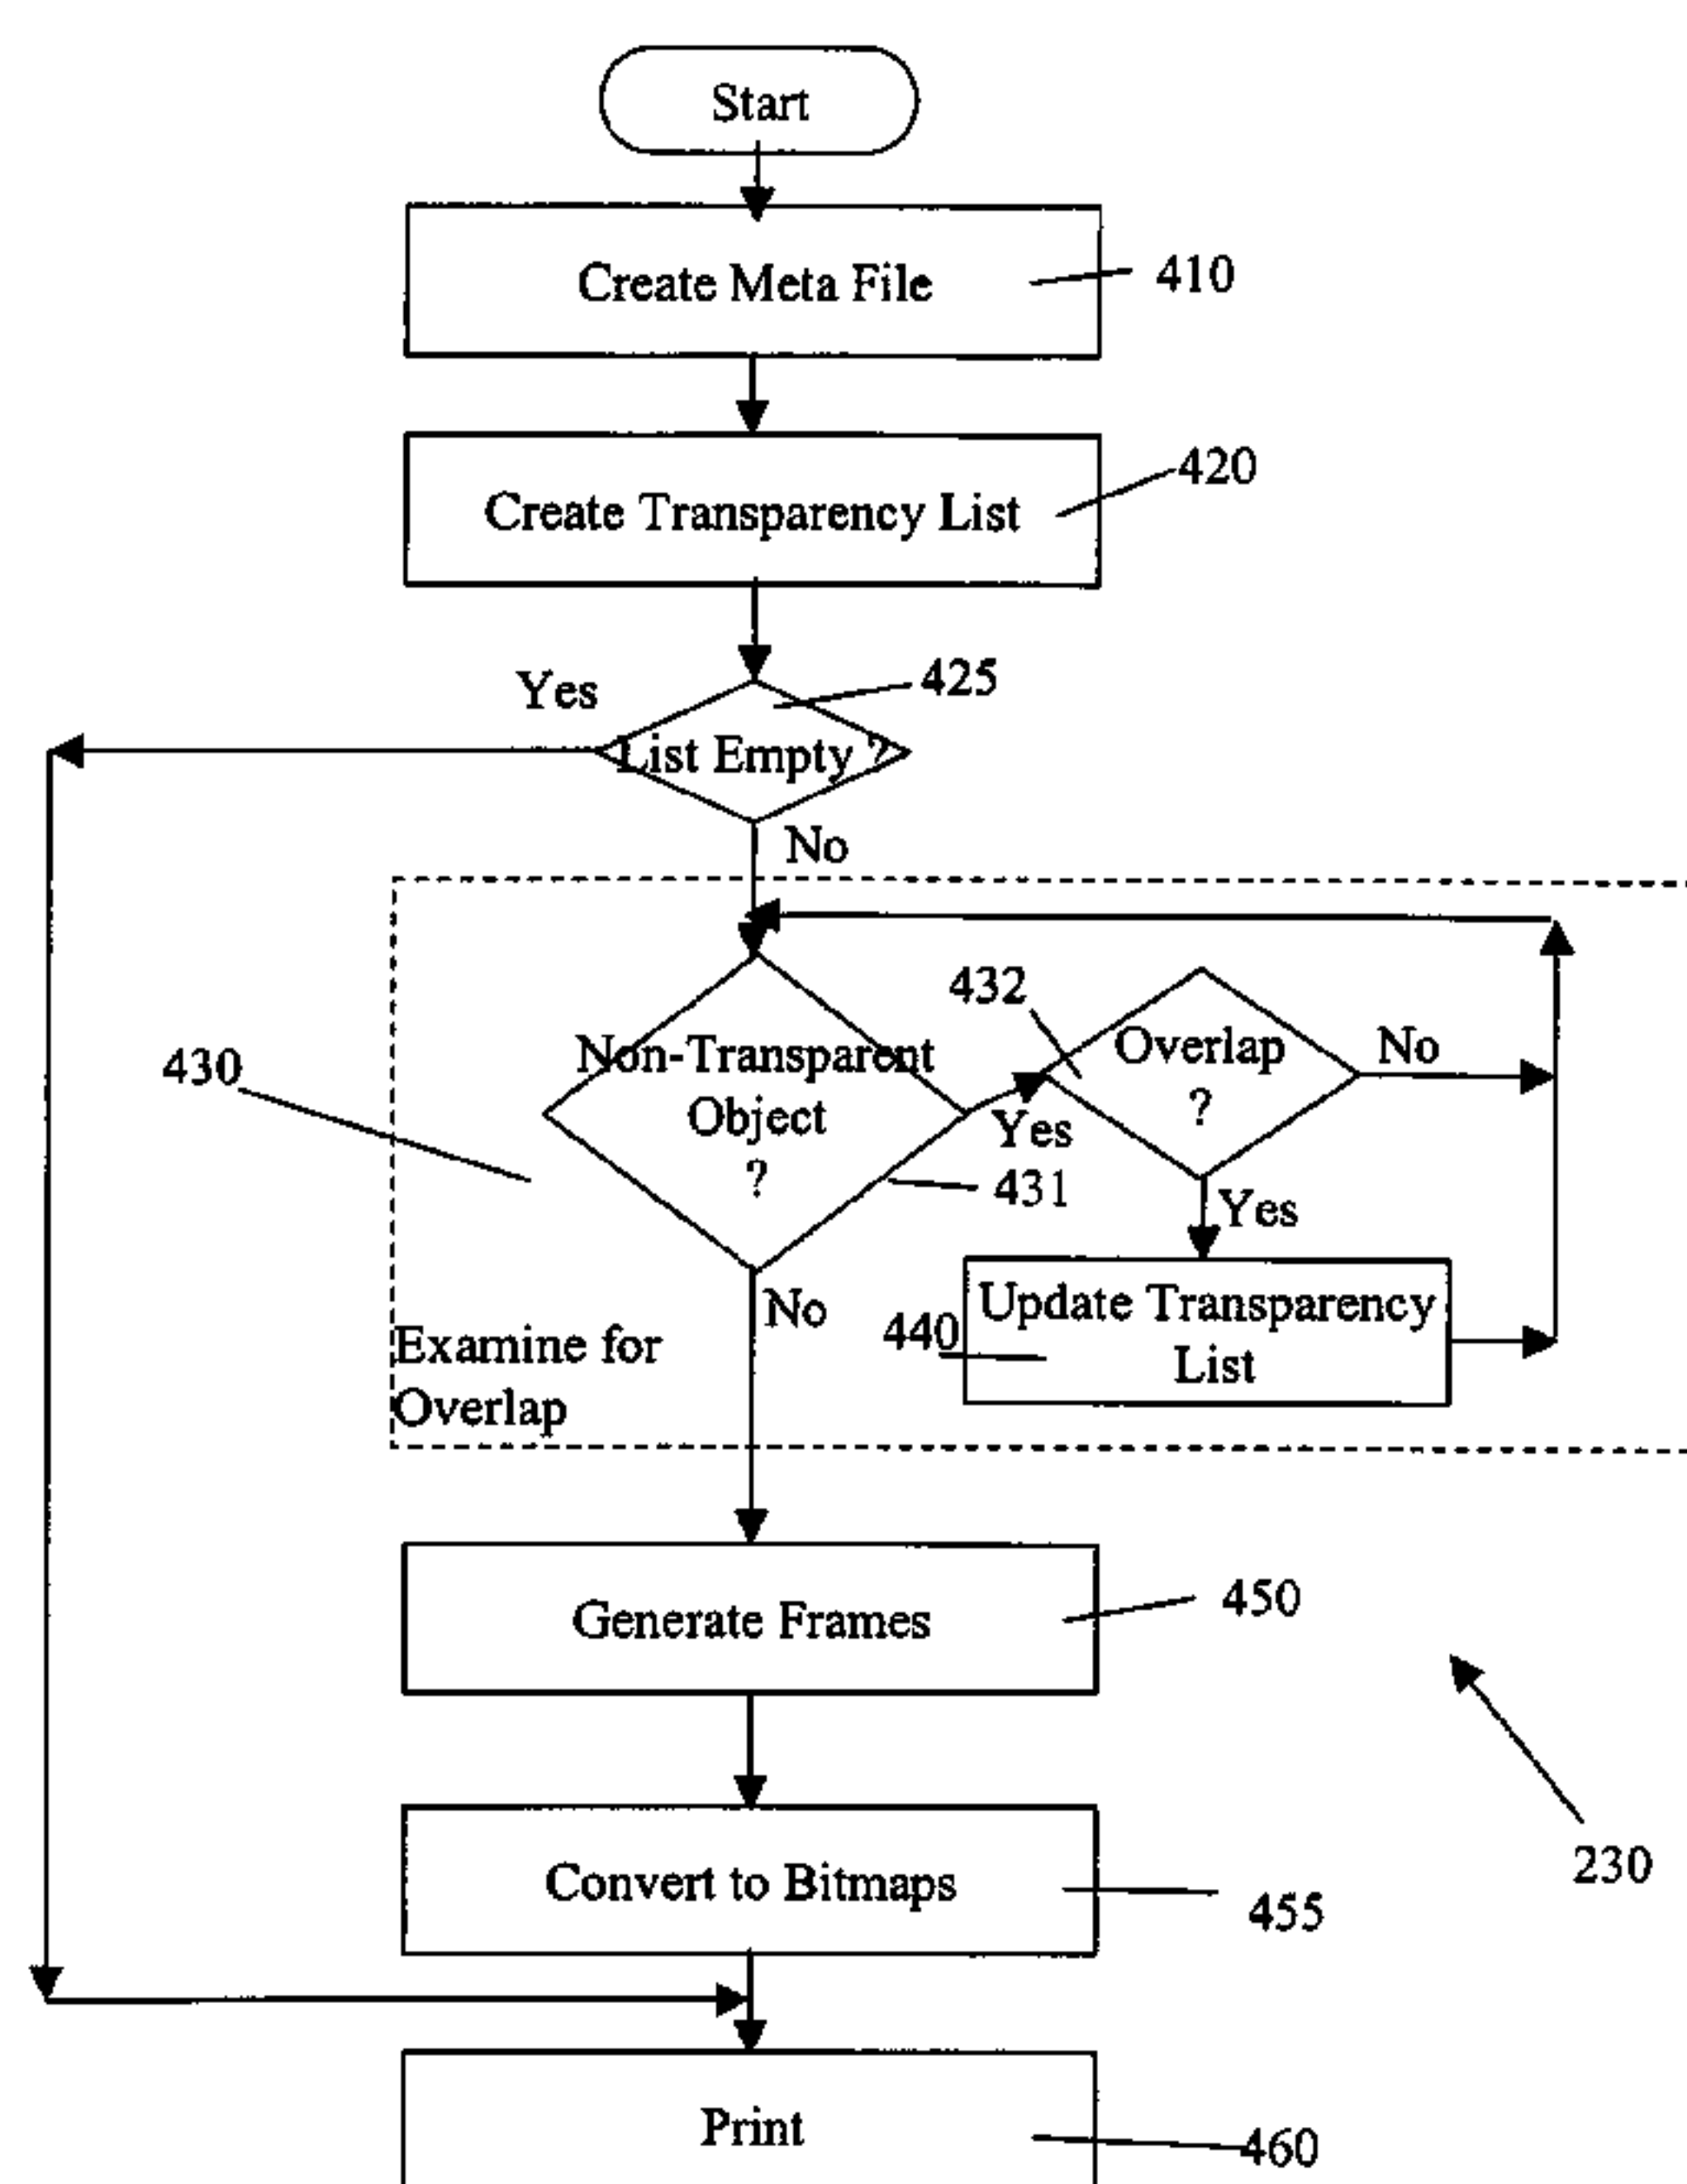 Start
Create Meta File
410
Create Transparency List
420
Yes
425
List Empty ?
No
432
430
Non-Transparent
Object
?
Overlap
?
No
Yes
431
Yes
No
440
Update Transparency
List
Examine for
Overlap
Generate Frames
450
230
Convert to Bitmaps
455
Print
460